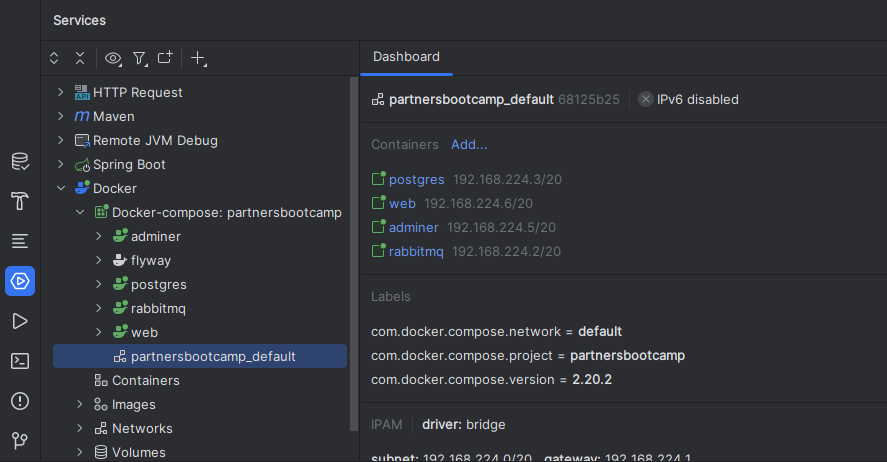 Services
HTTP Request
Maven
Remote JVM Debug
Spring Boot
Docker
Docker-compose: partnersbootcamp
adminer
flyway
postgres
rabbitmq
web
partnersbootcamp_default
Containers
Images
Networks
Volumes
Dashboard
partnersbootcamp_default 68125b25 IPv6 disabled
Containers Add...
postgres 192.168.224.3/20
web 192.168.224.6/20
adminer 192.168.224.5/20
rabbitmq 192.168.224.2/20
Labels
com.docker.compose.network = default
com.docker.compose.project = partnersbootcamp
com.docker.compose.version = 2.20.2
IPAM driver: bridge
subnet: 192.168.224.0/20 gateway: 192.168.224.1